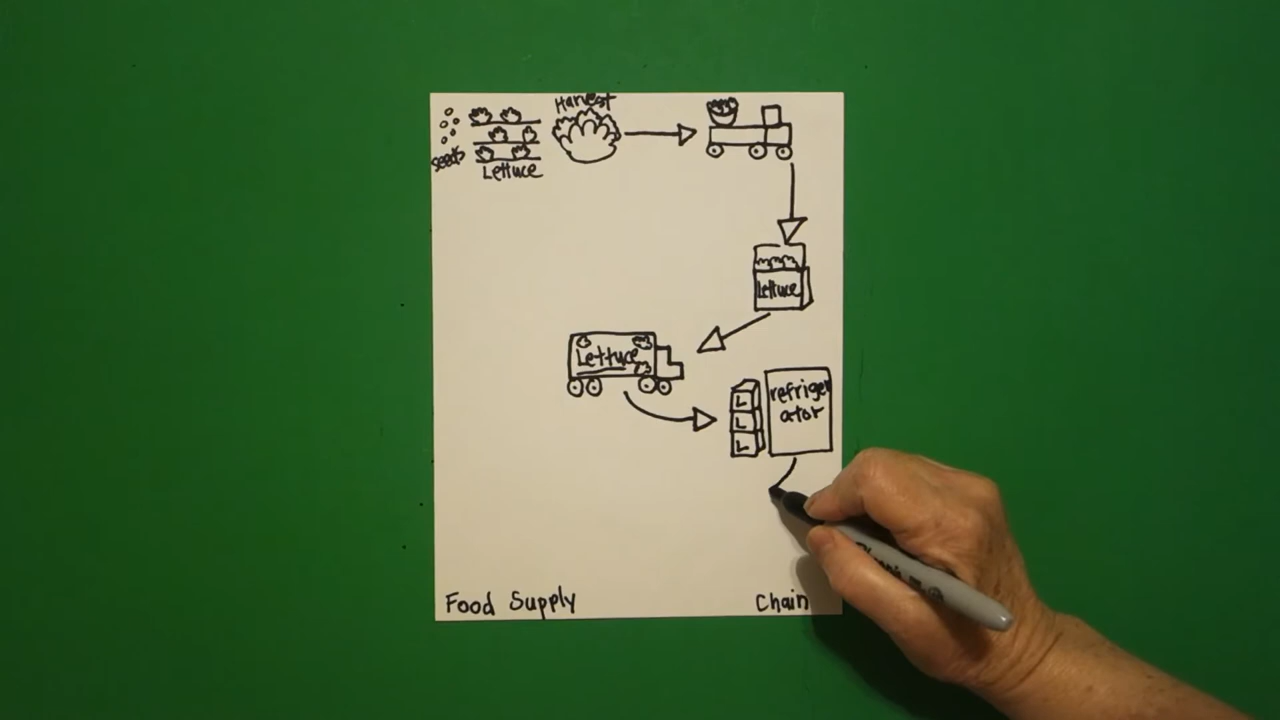 Harvest
seeds
Lettuce
Lettuce
Lettuce
refriger
ator
L
L
L
Food Supply Chain